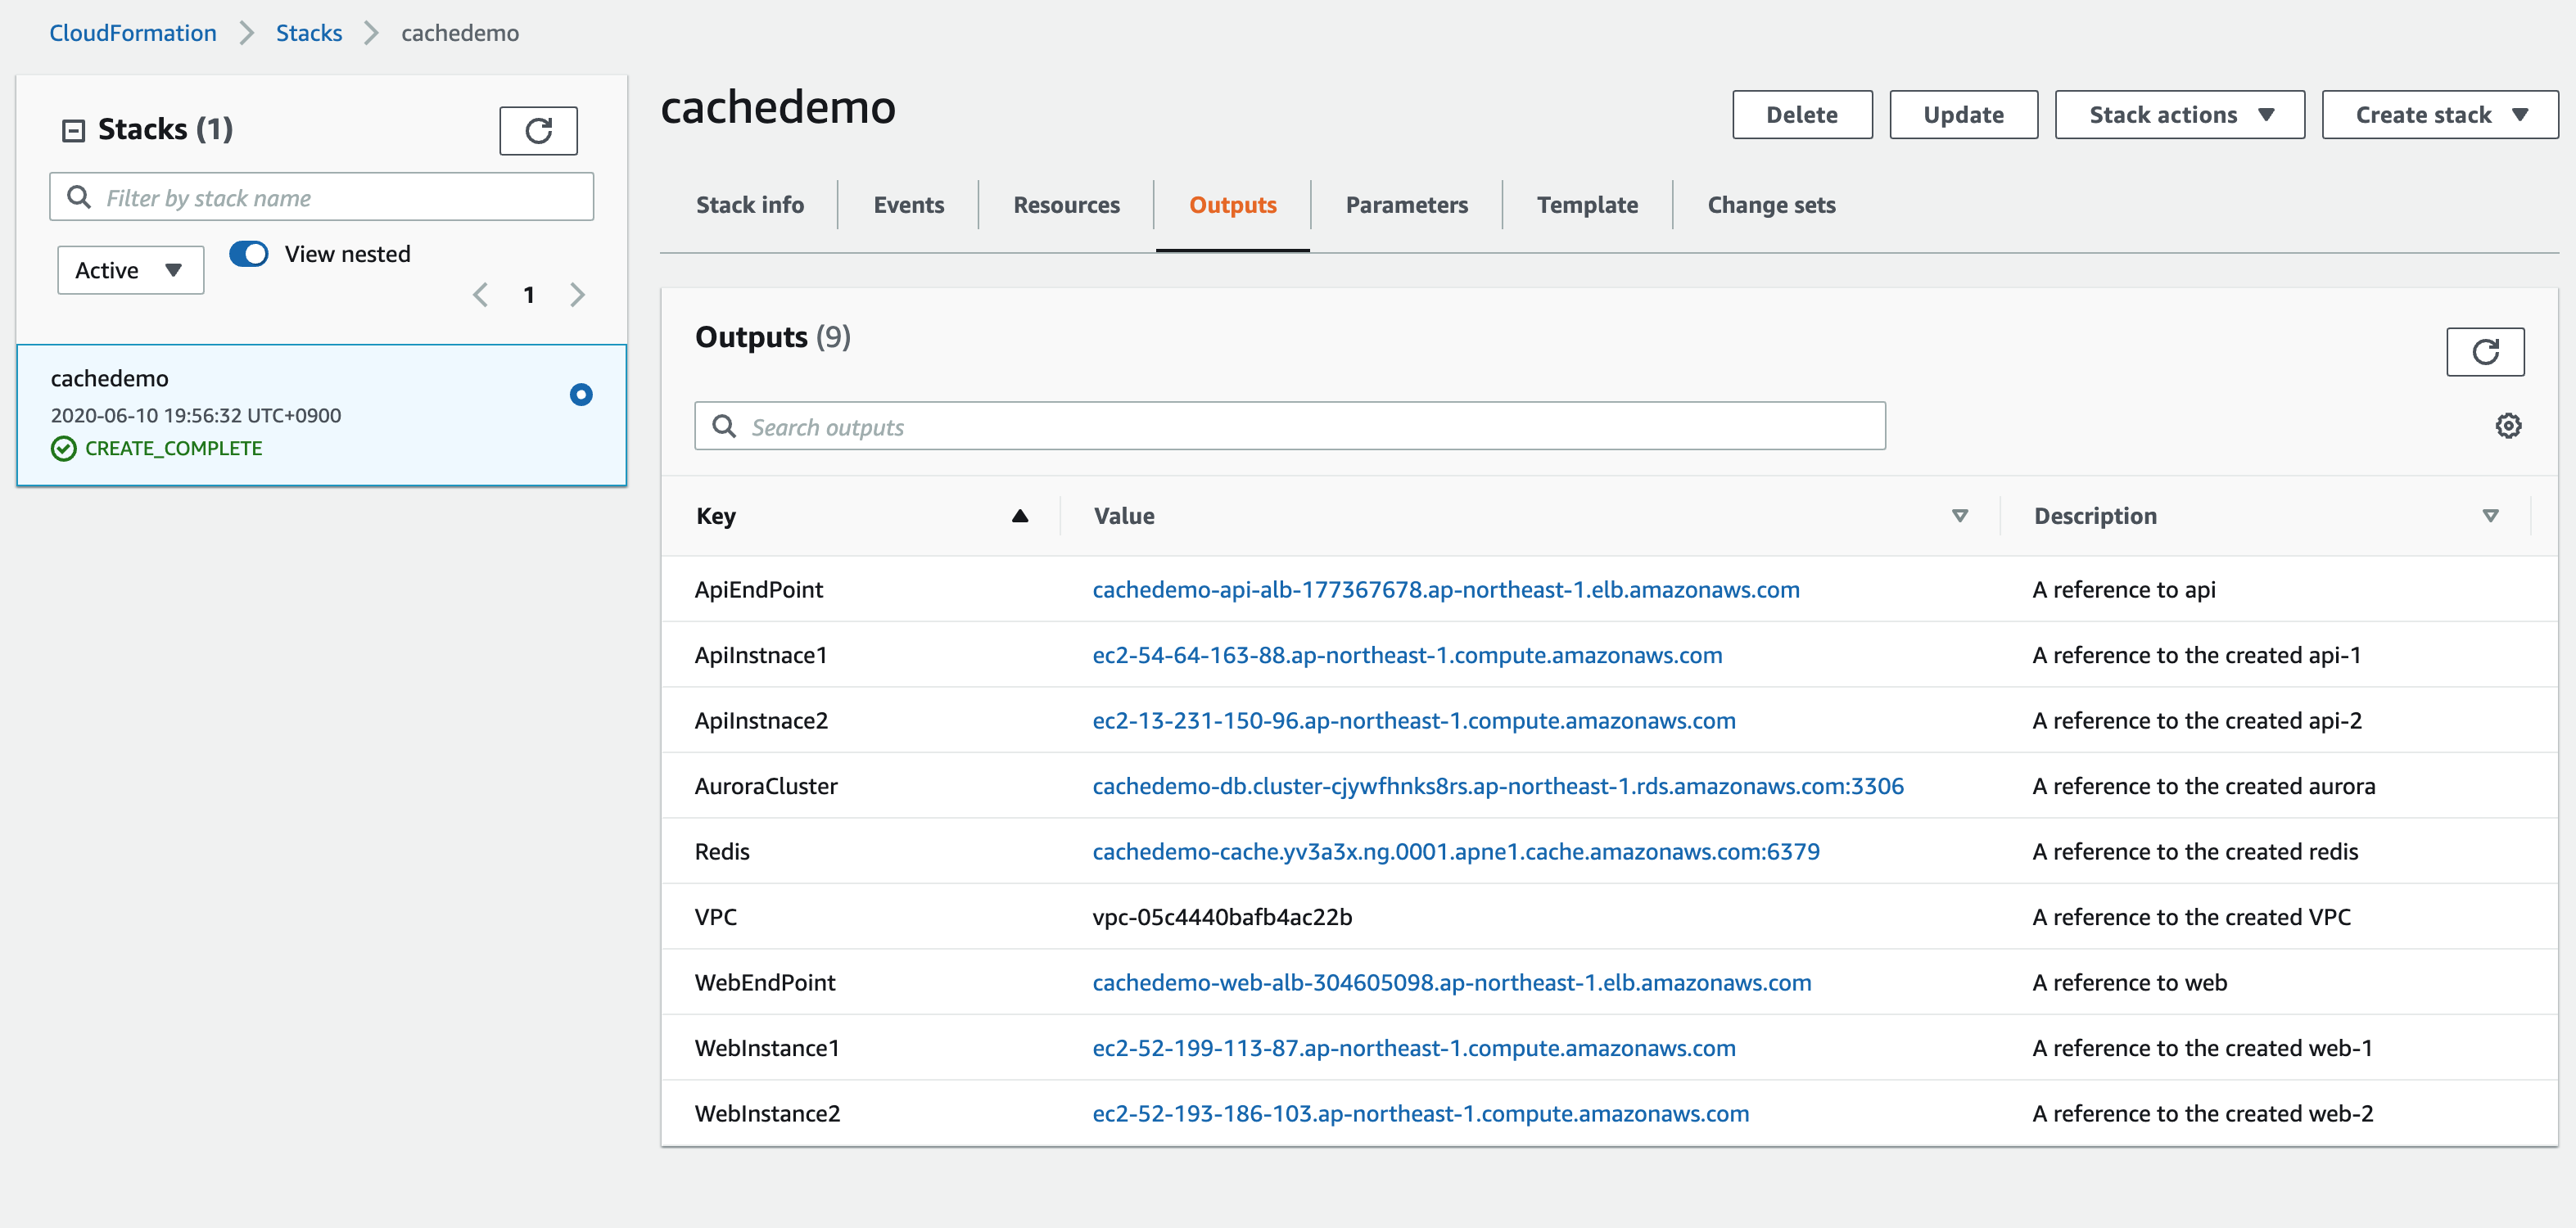 CloudFormation > Stacks > cachedemo
Stacks (1)
Filter by stack name
Active
View nested
1
cachedemo
2020-06-10 19:56:32 UTC+0900
CREATE_COMPLETE
cachedemo
Delete
Update
Stack actions
Create stack
Stack info
Events
Resources
Outputs
Parameters
Template
Change sets
Outputs (9)
Search outputs
Key Value Description
ApiEndPoint cachedemo-api-alb-177367678.ap-northeast-1.elb.amazonaws.com A reference to api
ApiInstnace1 ec2-54-64-163-88.ap-northeast-1.compute.amazonaws.com A reference to the created api-1
ApiInstnace2 ec2-13-231-150-96.ap-northeast-1.compute.amazonaws.com A reference to the created api-2
AuroraCluster cachedemo-db.cluster-cjywfhnks8rs.ap-northeast-1.rds.amazonaws.com:3306 A reference to the created aurora
Redis cachedemo-cache.yv3a3x.ng.0001.apne1.cache.amazonaws.com:6379 A reference to the created redis
VPC vpc-05c4440bafb4ac22b A reference to the created VPC
WebEndPoint cachedemo-web-alb-304605098.ap-northeast-1.elb.amazonaws.com A reference to web
WebInstance1 ec2-52-199-113-87.ap-northeast-1.compute.amazonaws.com A reference to the created web-1
WebInstance2 ec2-52-193-186-103.ap-northeast-1.compute.amazonaws.com A reference to the created web-2